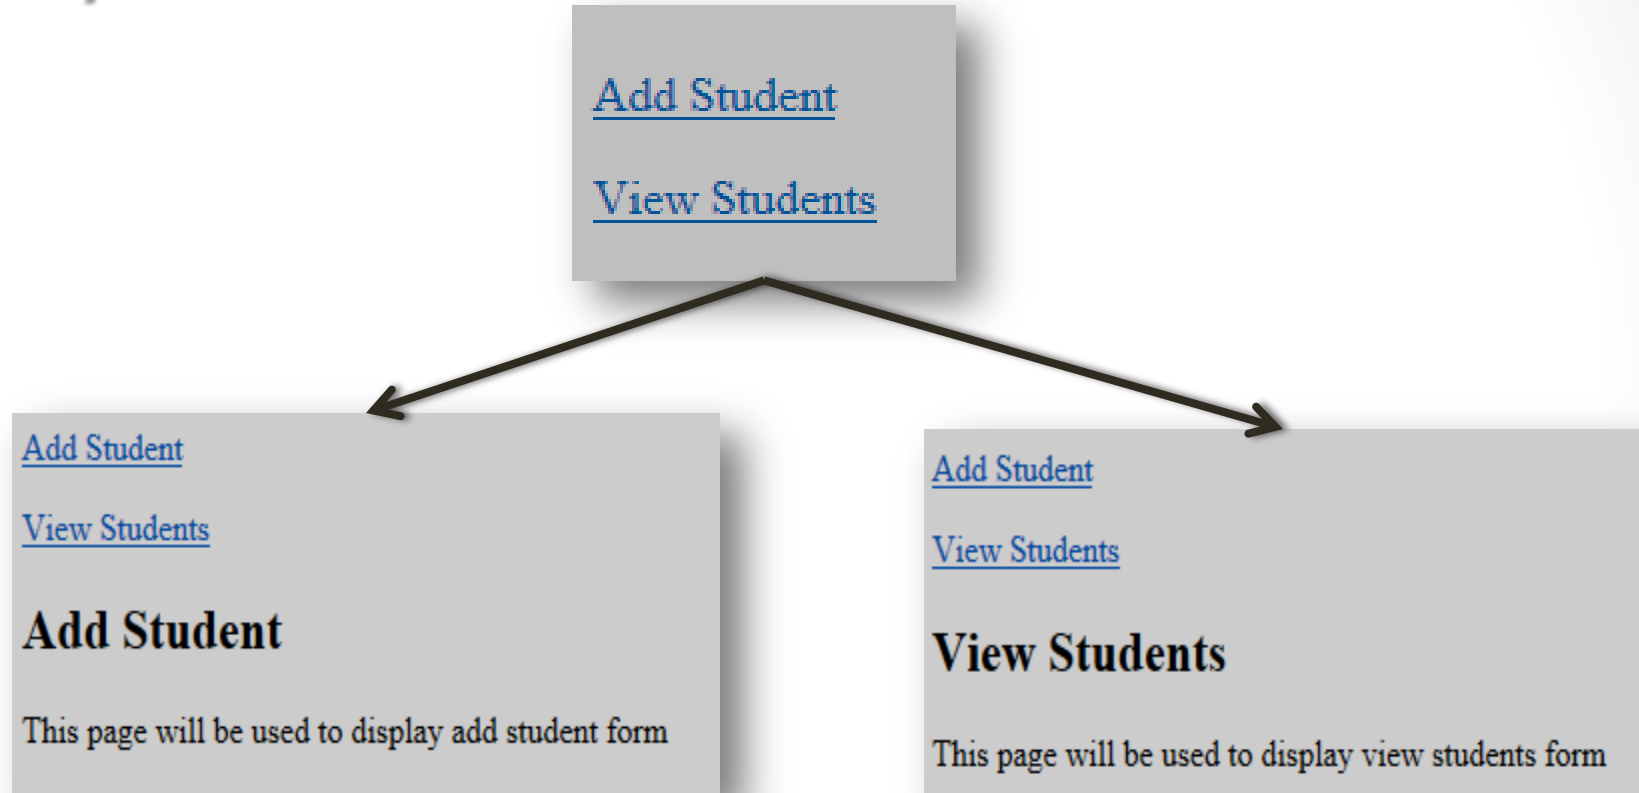 Add Student
View Students
Add Student
View Students
Add Student
This page will be used to display add student form
Add Student
View Students
View Students
This page will be used to display view students form